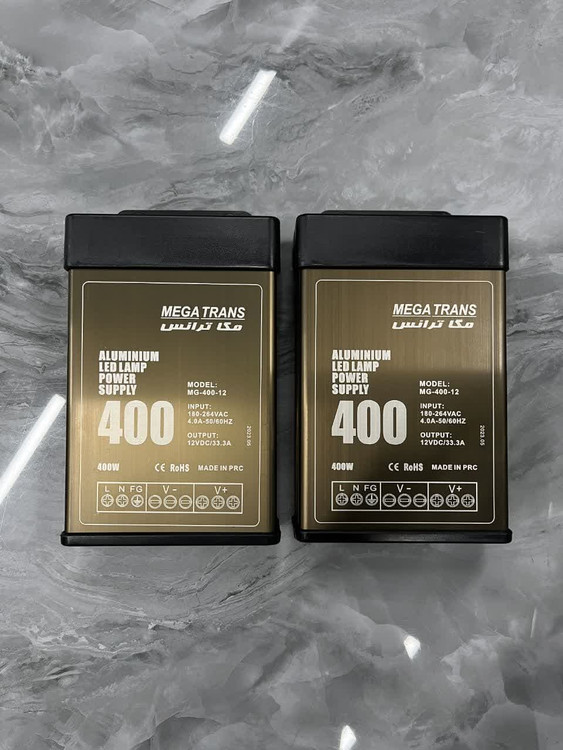 MEGA TRANS
مگا ترانس
ALUMINIUM
LED LAMP
POWER
SUPPLY
400
400W
MODEL:
MG-400-12
INPUT:
180-264VAC
4.0A-50/60HZ
OUTPUT:
12VDC/33.3A
2023.05
CE RoHS MADE IN PRC
L N FG V- V+
MEGA TRANS
مگا ترانس
ALUMINIUM
LED LAMP
POWER
SUPPLY
400
400W
MODEL:
MG-400-12
INPUT:
180-264VAC
4.0A-50/60HZ
OUTPUT:
12VDC/33.3A
2023.05
CE RoHS MADE IN PRC
L N FG V- V+